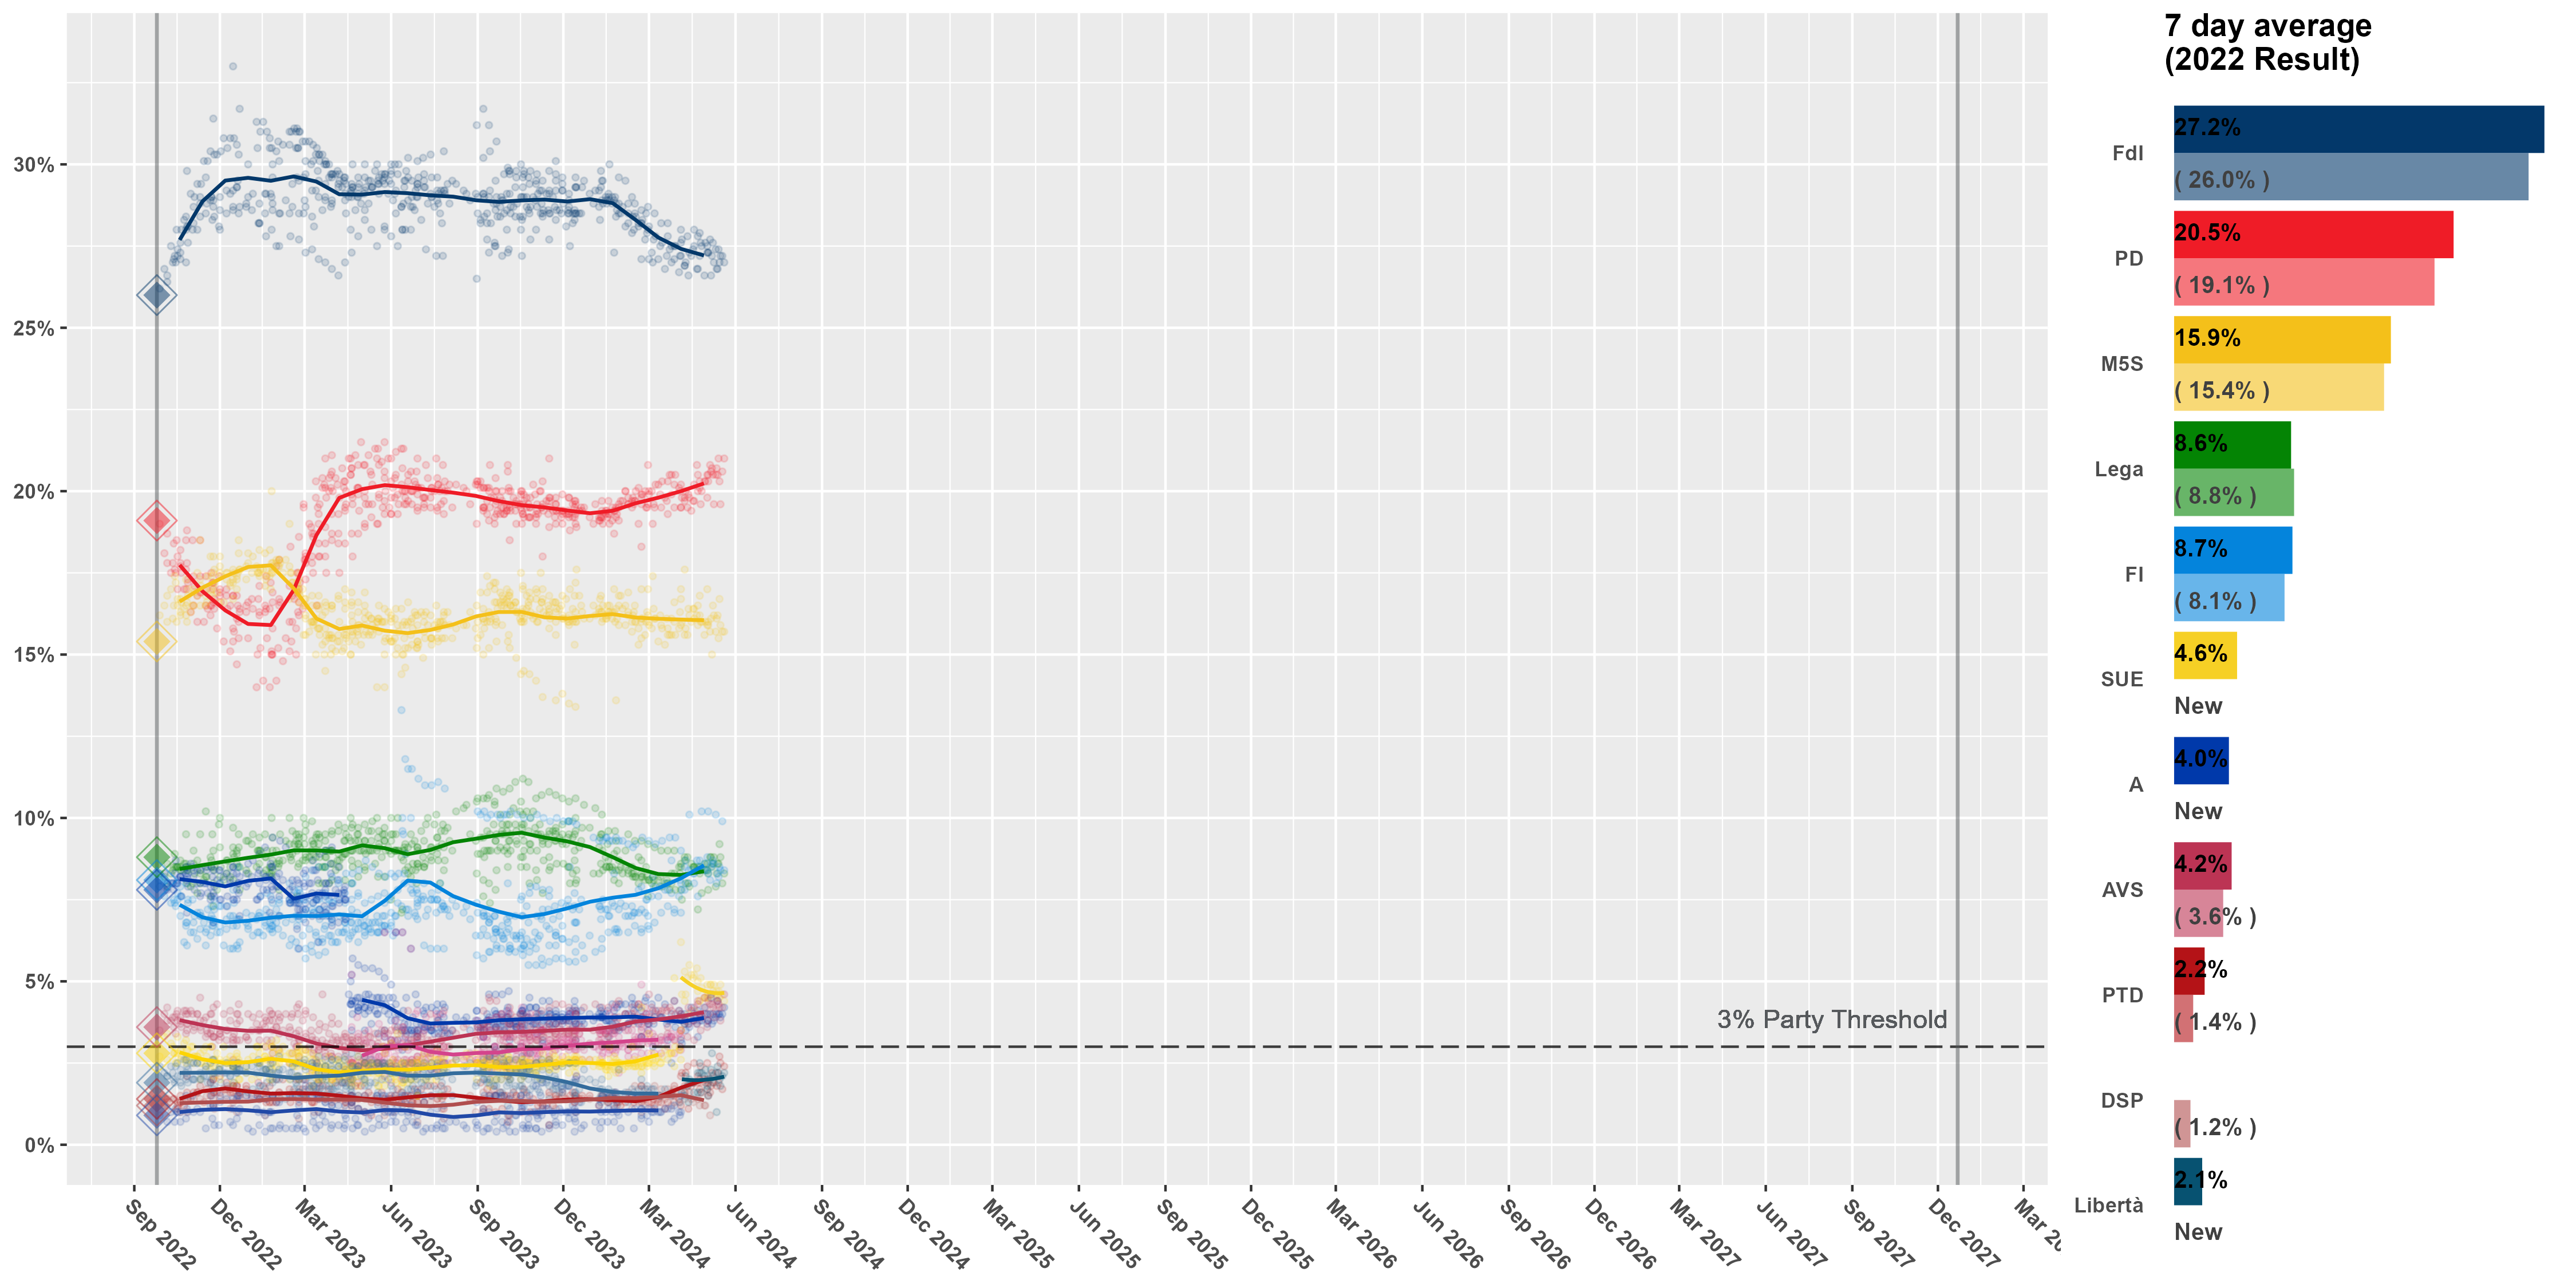 7 day average
(2022 Result)
30%
25%
20%
15%
10%
5%
0%
3% Party Threshold
Sep 2022
Dec 2022
Mar 2023
Jun 2023
Sep 2023
Dec 2023
Mar 2024
Jun 2024
Sep 2024
Dec 2024
Mar 2025
Jun 2025
Sep 2025
Dec 2025
Mar 2026
Jun 2026
Sep 2026
Dec 2026
Mar 2027
Jun 2027
Sep 2027
Dec 2027
Mar
FdI
27.2%
( 26.0% )
PD
20.5%
( 19.1% )
M5S
15.9%
( 15.4% )
Lega
8.6%
( 8.8% )
FI
8.7%
( 8.1% )
SUE
4.6%
New
A
4.0%
New
AVS
4.2%
( 3.6% )
PTD
2.2%
( 1.4% )
DSP
( 1.2% )
Libertà
2.1%
New